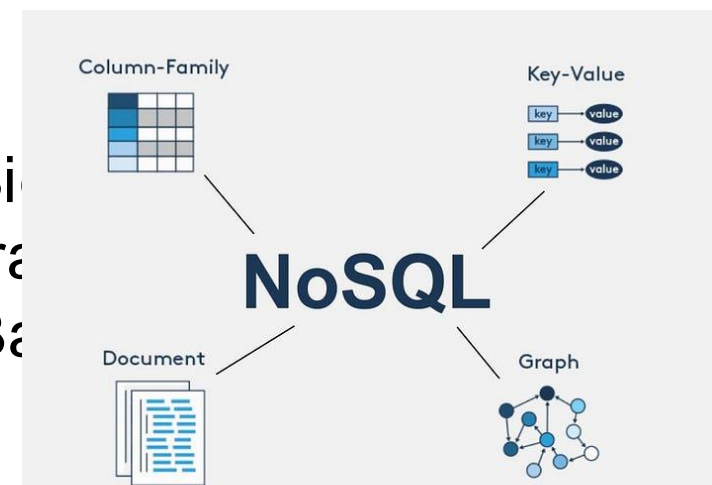 Column-Family
Key-Value
key value
key value
key value
NoSQL
Document
Graph